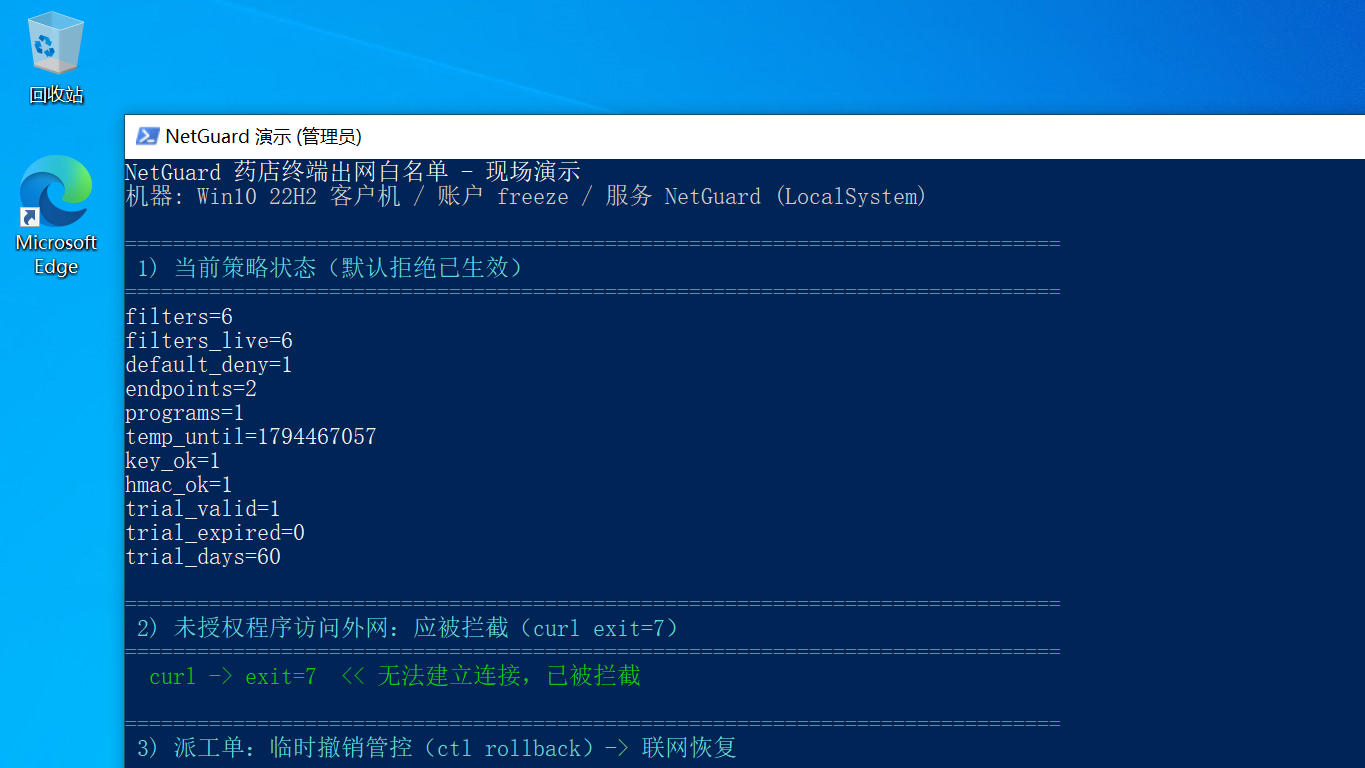 回收站
Microsoft
Edge
NetGuard 演示 (管理员)
NetGuard 药店终端出网白名单 - 现场演示
机器: Win10 22H2 客户机 / 账户 freeze / 服务 NetGuard (LocalSystem)
==============================================================================
1) 当前策略状态（默认拒绝已生效）
==============================================================================
filters=6
filters_live=6
default_deny=1
endpoints=2
programs=1
temp_until=1794467057
key_ok=1
hmac_ok=1
trial_valid=1
trial_expired=0
trial_days=60
==============================================================================
2) 未授权程序访问外网: 应被拦截（curl exit=7）
==============================================================================
curl -> exit=7  << 无法建立连接，已被拦截
==============================================================================
3) 派工单: 临时撤销管控（ctl rollback）-> 联网恢复